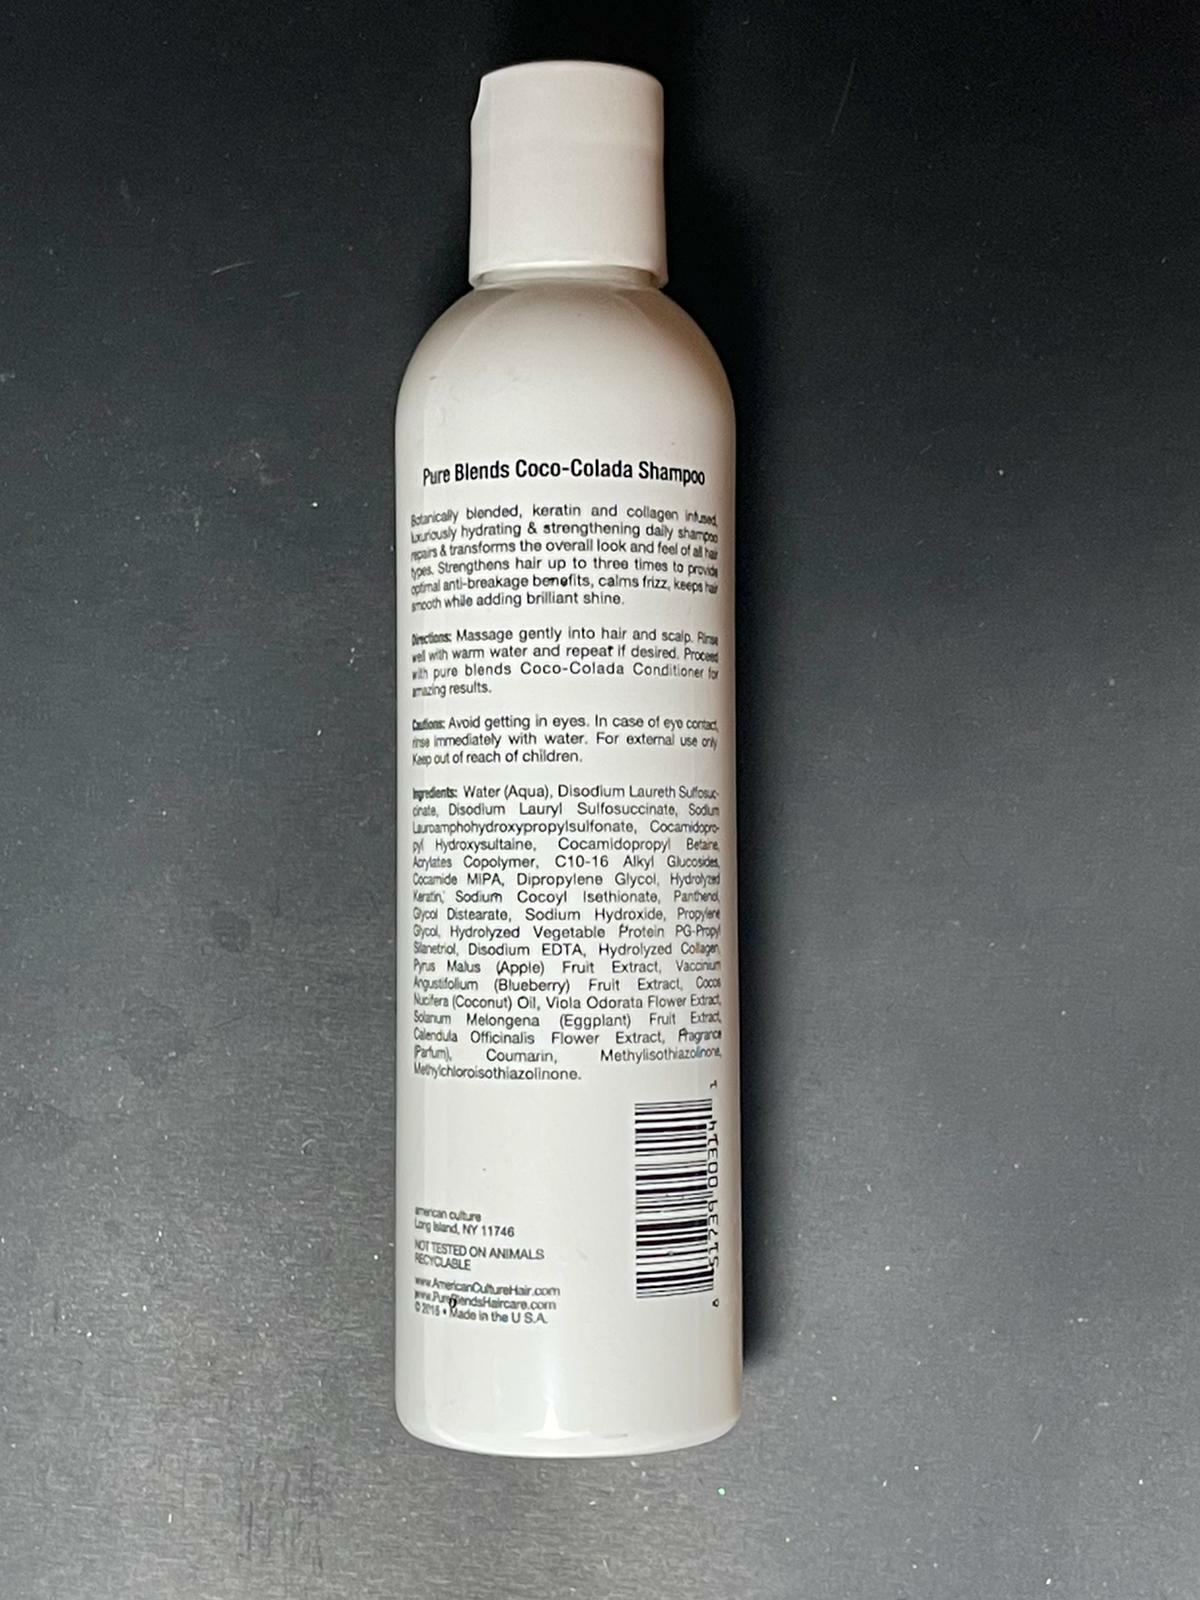 Pure Blends Coco-Colada Shampoo
Botanically blended, keratin and collagen infused,
luxuriously hydrating & strengthening daily shampoo
repairs & transforms the overall look and feel of all hair
types. Strengthens hair up to three times to provide
optimal anti-breakage benefits, calms frizz, keeps hair
smooth while adding brilliant shine.
Directions: Massage gently into hair and scalp. Rinse
well with warm water and repeat if desired. Proceed
with pure blends Coco-Colada Conditioner for
amazing results.
Cautions: Avoid getting in eyes. In case of eye contact,
rinse immediately with water. For external use only
Keep out of reach of children.
Ingredients: Water (Aqua), Disodium Laureth Sulfosuc-
cinate, Disodium Lauryl Sulfosuccinate, Sodium
Lauroamphohydroxypropylsulfonate, Cocamidopro-
pyl Hydroxysultaine, Cocamidopropyl Betaine,
Acrylates Copolymer, C10-16 Alkyl Glucosides,
Cocamide MIPA, Dipropylene Glycol, Hydrolyzed
Keratin, Sodium Cocoyl Isethionate, Panthenol,
Glycol Distearate, Sodium Hydroxide, Propylene
Glycol, Hydrolyzed Vegetable Protein PG-Propyl
Silanetriol, Disodium EDTA, Hydrolyzed Collagen,
Pyrus Malus (Apple) Fruit Extract, Vaccinium
Angustifolium (Blueberry) Fruit Extract, Cocos
Nucifera (Coconut) Oil, Viola Odorata Flower Extract,
Solanum Melongena (Eggplant) Fruit Extract,
Calendula Officinalis Flower Extract, Fragrance
(Parfum), Coumarin, Methylisothiazolinone,
Methylchloroisothiazolinone.
american culture
Long Island, NY 11746
NOT TESTED ON ANIMALS
RECYCLABLE
www.AmericanCultureHair.com
www.PureBlendsHaircare.com
© 2015 • Made in the U S.A.